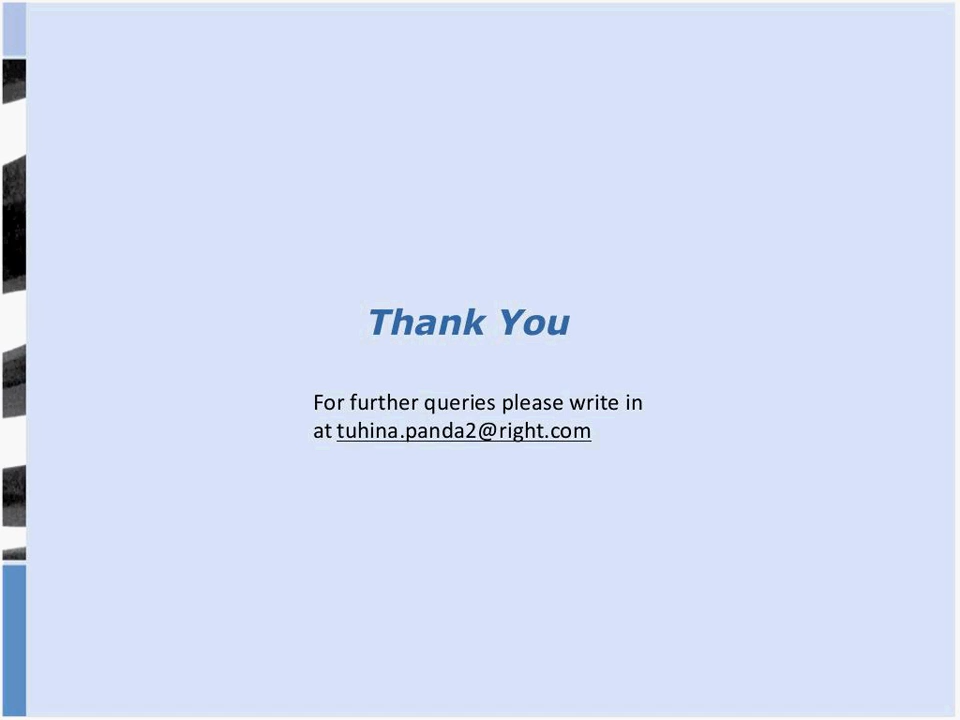 Thank You
For further queries please write in
at tuhina.panda2@right.com